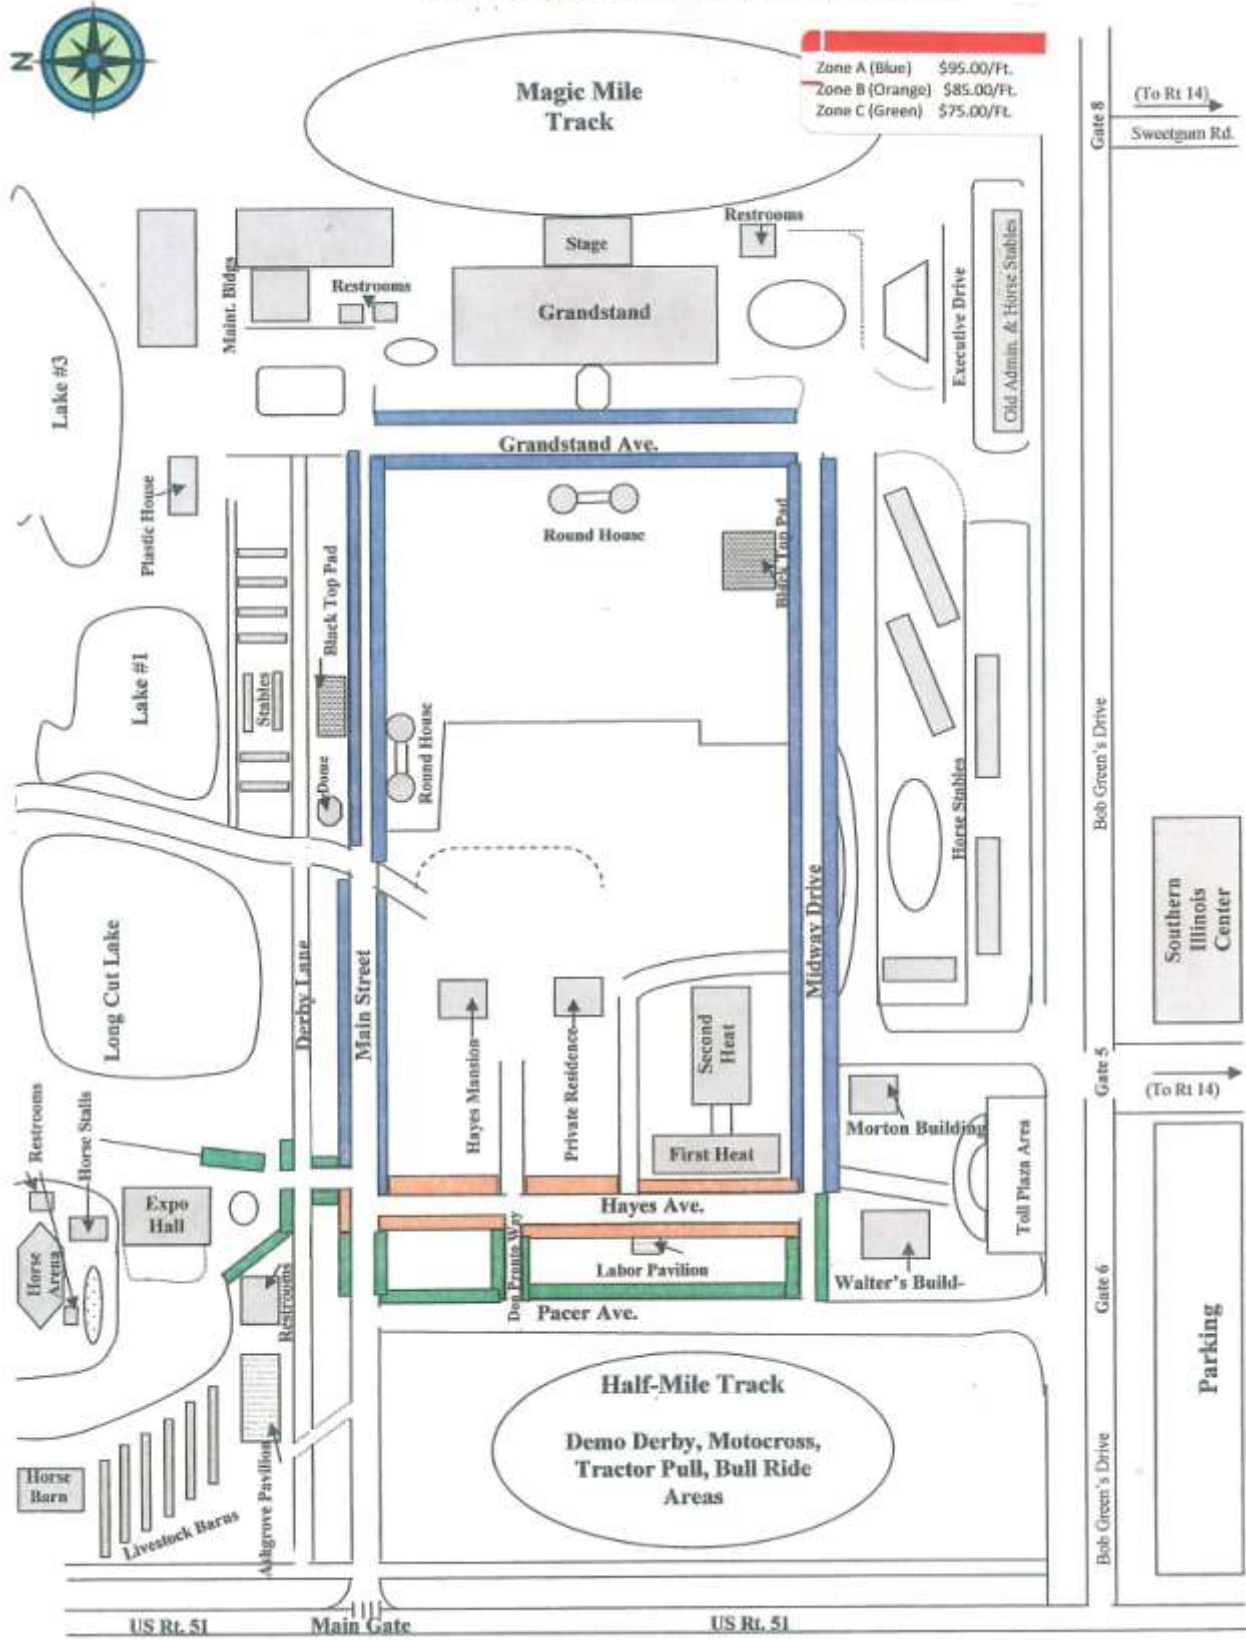 N
Magic Mile
Track
Zone A (Blue) $95.00/Ft.
Zone B (Orange) $85.00/Ft.
Zone C (Green) $75.00/Ft.
Gate 8
(To Rt 14)
Sweetgum Rd.
Restrooms
Stage
Maint. Bldgs
Restrooms
Grandstand
Executive Drive
Old Admin. & Horse Stables
Lake #3
Grandstand Ave.
Plastic House
Round House
Black Top Pad
Black Top Pad
Lake #1
Stables
Round House
Dome
Horse Stables
Bob Green's Drive
Southern
Illinois
Center
Long Cut Lake
Derby Lane
Main Street
Midway Drive
Hayes Mansion
Private Residence
Second
Heat
Gate 5
(To Rt 14)
Restrooms
Horse Stalls
Morton Building
First Heat
Toll Plaza Area
Expo
Hall
Hayes Ave.
Horse
Arena
Don Pronto Way
Labor Pavilion
Walter's Build-
Restrooms
Pacer Ave.
Gate 6
Parking
Half-Mile Track
Demo Derby, Motocross,
Tractor Pull, Bull Ride
Areas
Horse
Barn
Livestock Barns
Ashgrove Pavilion
Bob Green's Drive
US Rt. 51
Main Gate
US Rt. 51